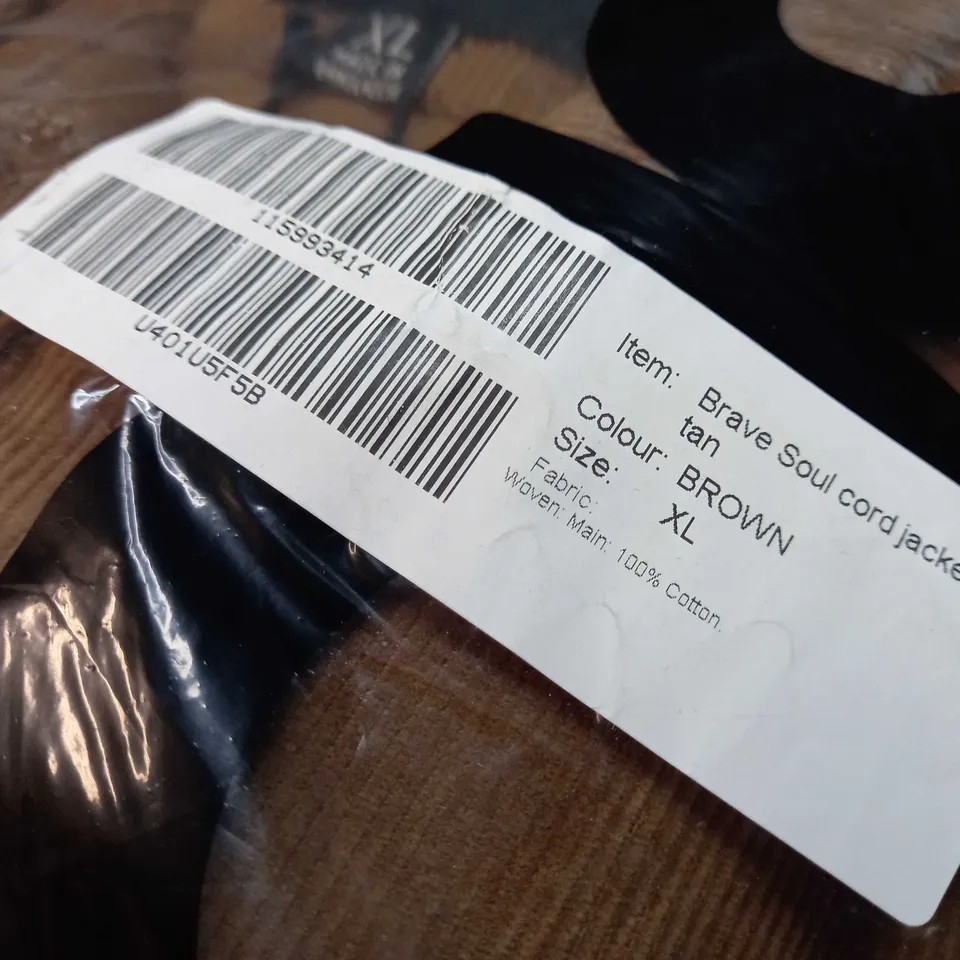 XL
115993414
U401U5F5B
Item: Brave Soul cord jacke
tan
Colour: BROWN
Size: XL
Fabric:
Woven: Main: 100% Cotton.